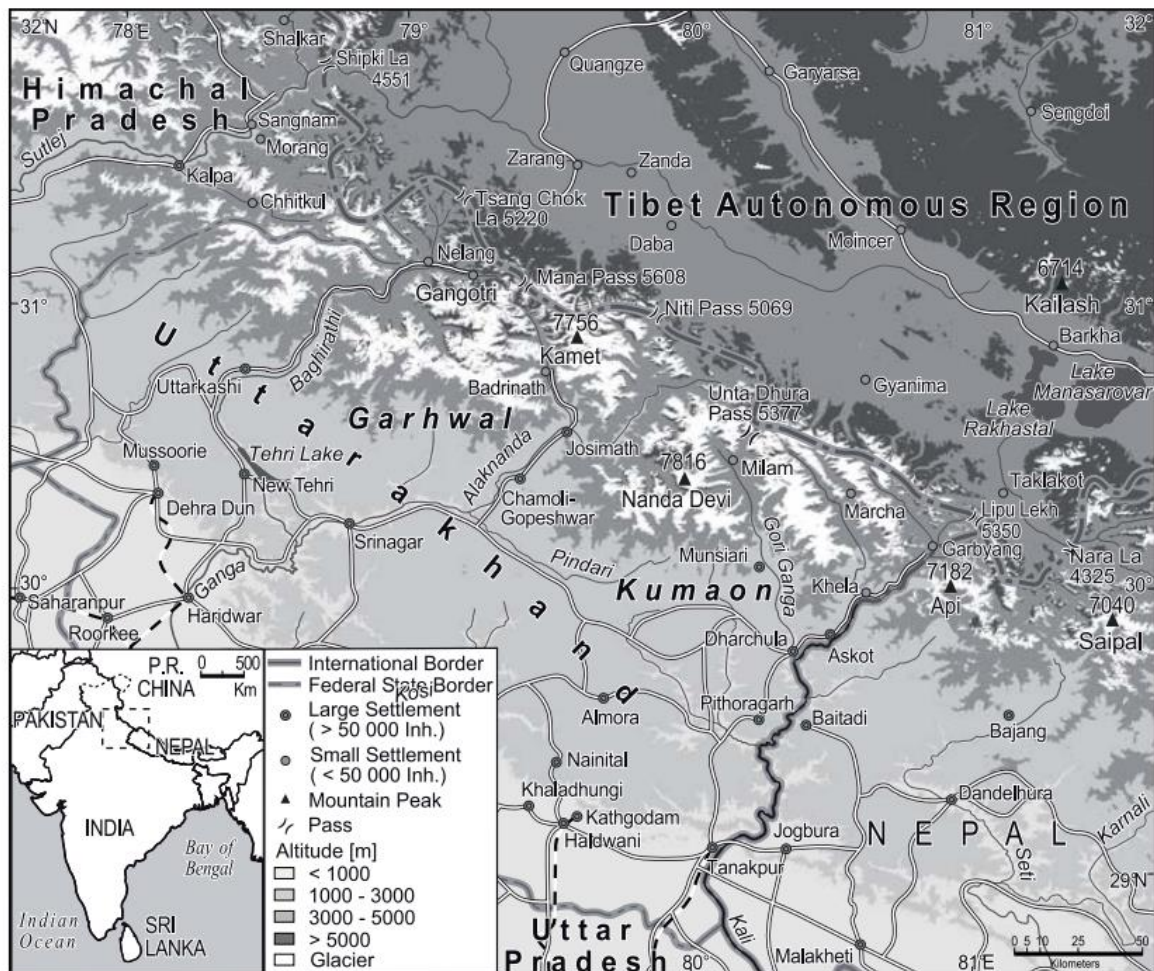 32°N
78°E
79°
80°
81°
32°
Shalkar
Shipki La
4551
Quangze
Garyarsa
Himachal
Pradesh
Sangnam
Morang
Sengdoi
Sutlej
Kalpa
Zarang
Zanda
Chhitkul
Tsang Chok
La 5220
Tibet Autonomous Region
Daba
Moincer
Nelang
Gangotri
Mana Pass 5608
6714
Kailash
31°
31°
Niti Pass 5069
Barkha
7756
Kamet
Baghirathi
Uttarakhand
Uttarkashi
Badrinath
Gyanima
Lake
Manasarovar
Unta Dhura
Pass 5377
Lake
Rakhastal
Garhwal
Mussoorie
Tehri Lake
Alaknanda
Josimath
Milam
7816
Nanda Devi
Taklakot
New Tehri
Dehra Dun
Chamoli-
Gopeshwar
Marcha
Lipu Lekh
5350
Srinagar
Garbyang
Nara La
4325
Pindari
Munsiari
Gori Ganga
7182
Api
30°
30°
Saharanpur
Ganga
Haridwar
Kumaon
Khela
7040
Saipal
Roorkee
Dharchula
Askot
Almora
Pithoragarh
Baitadi
Bajang
Nainital
Khaladhungi
Kathgodam
Haldwani
Dandelhura
Jogbura
NEPAL
Karnali
Tanakpur
Seti
29°N
Uttar
Pradesh
Kali
80°
Malakheti
81°E
0 5 10 25 50
Kilometers
P.R.
CHINA
0 500
Km
PAKISTAN
NEPAL
INDIA
Bay of
Bengal
Indian
Ocean
SRI
LANKA
International Border
Federal State Border
Kosi
Large Settlement
( > 50 000 Inh.)
Small Settlement
( < 50 000 Inh.)
Mountain Peak
Pass
Altitude [m]
< 1000
1000 - 3000
3000 - 5000
> 5000
Glacier